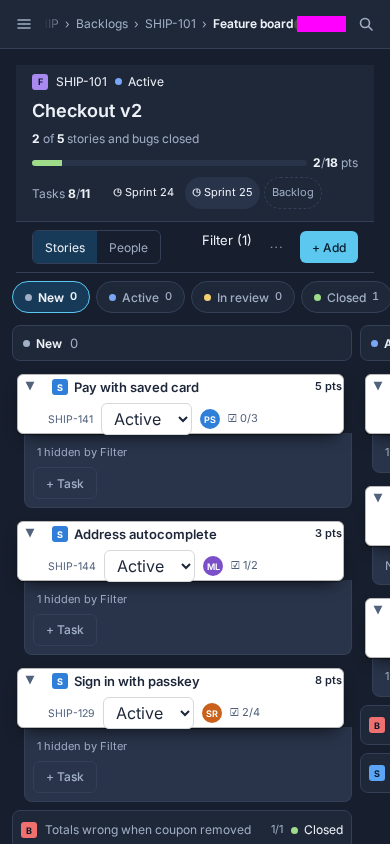 › Backlogs › SHIP-101 › Feature board
F SHIP-101 Active
Checkout v2
2 of 5 stories and bugs closed
2/18 pts
Tasks 8/11 Sprint 24 Sprint 25 Backlog
Stories People Filter (1) ... + Add
New 0 Active 0 In review 0 Closed 1
New 0
S Pay with saved card 5 pts
SHIP-141 Active PS 0/3
1 hidden by Filter
+ Task
S Address autocomplete 3 pts
SHIP-144 Active ML 1/2
1 hidden by Filter
+ Task
S Sign in with passkey 8 pts
SHIP-129 Active SR 2/4
1 hidden by Filter
+ Task
B
S
B Totals wrong when coupon removed 1/1 Closed